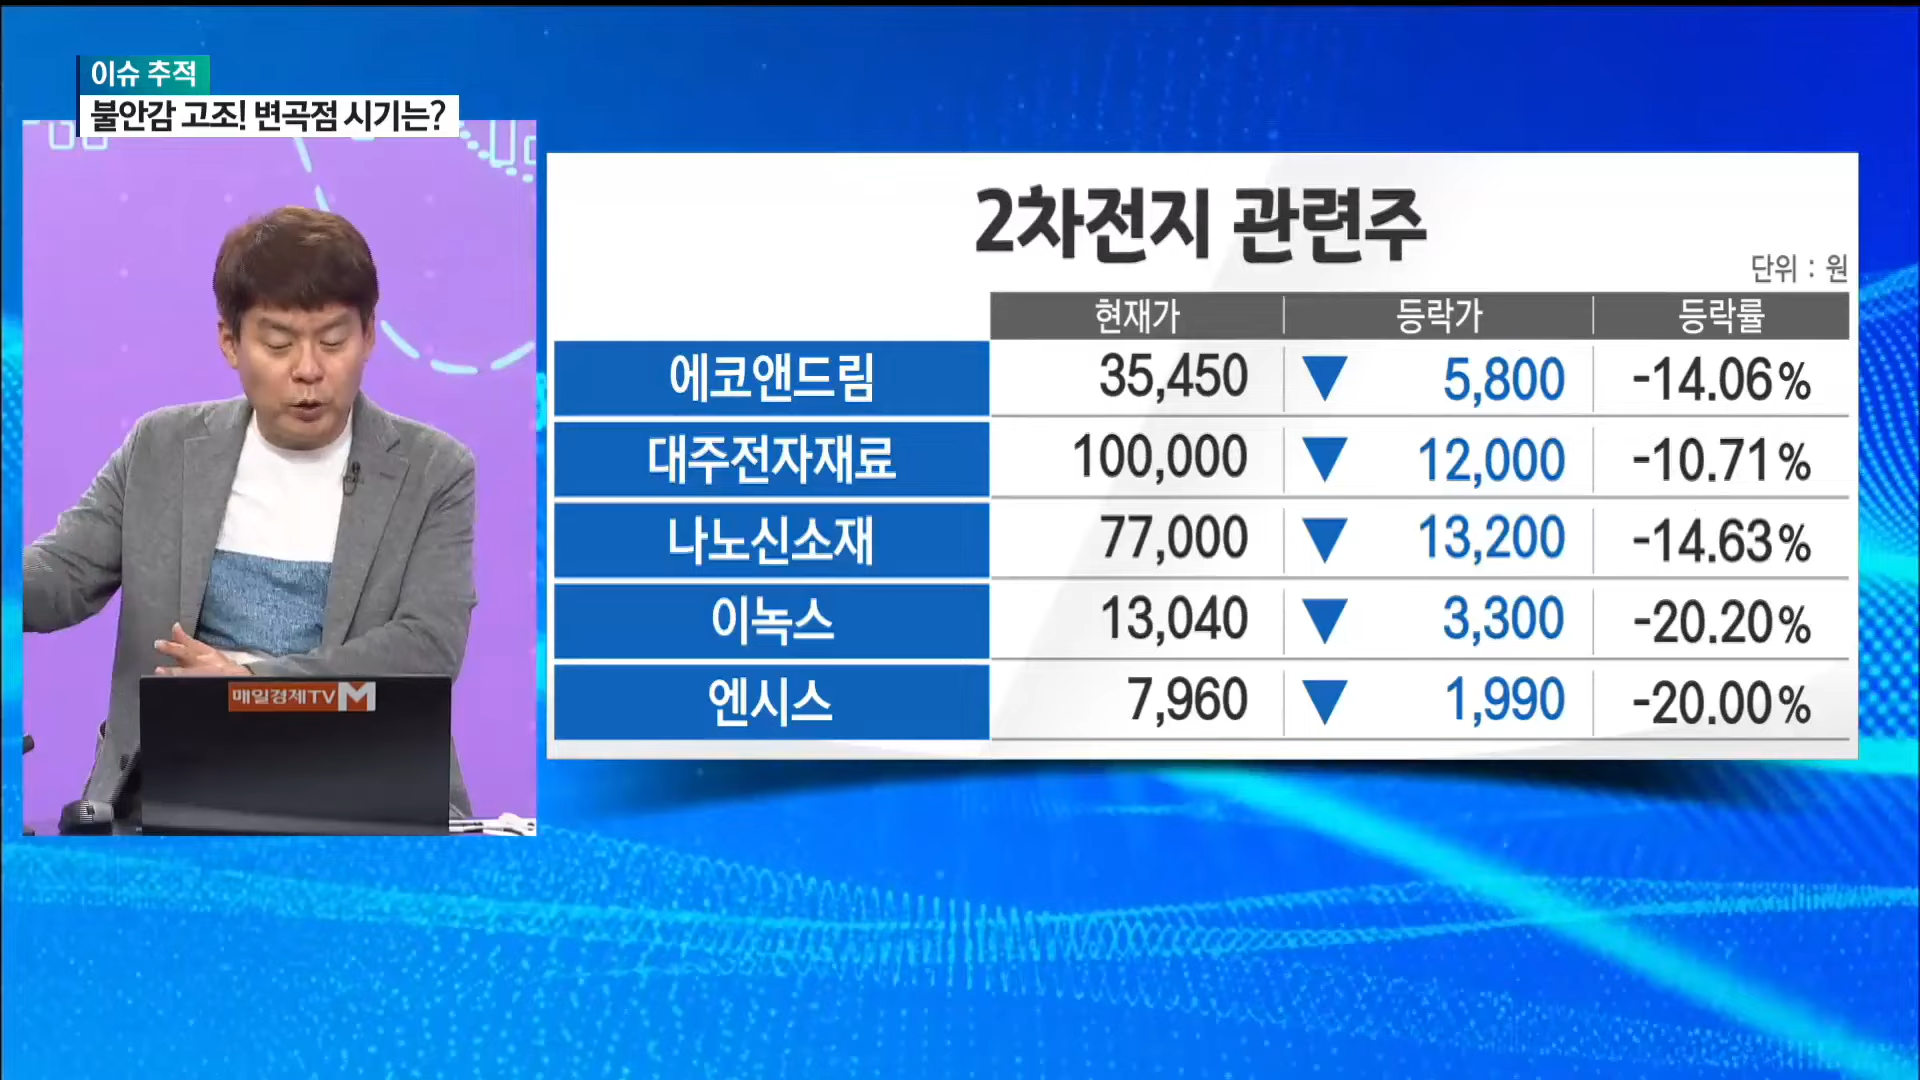 이슈 추적
불안감 고조! 변곡점 시기는?
2차전지 관련주
단위 : 원
현재가 등락가 등락률
에코앤드림 35,450 ▼ 5,800 -14.06%
대주전자재료 100,000 ▼ 12,000 -10.71%
나노신소재 77,000 ▼ 13,200 -14.63%
이녹스 13,040 ▼ 3,300 -20.20%
엔시스 7,960 ▼ 1,990 -20.00%
매일경제TV M